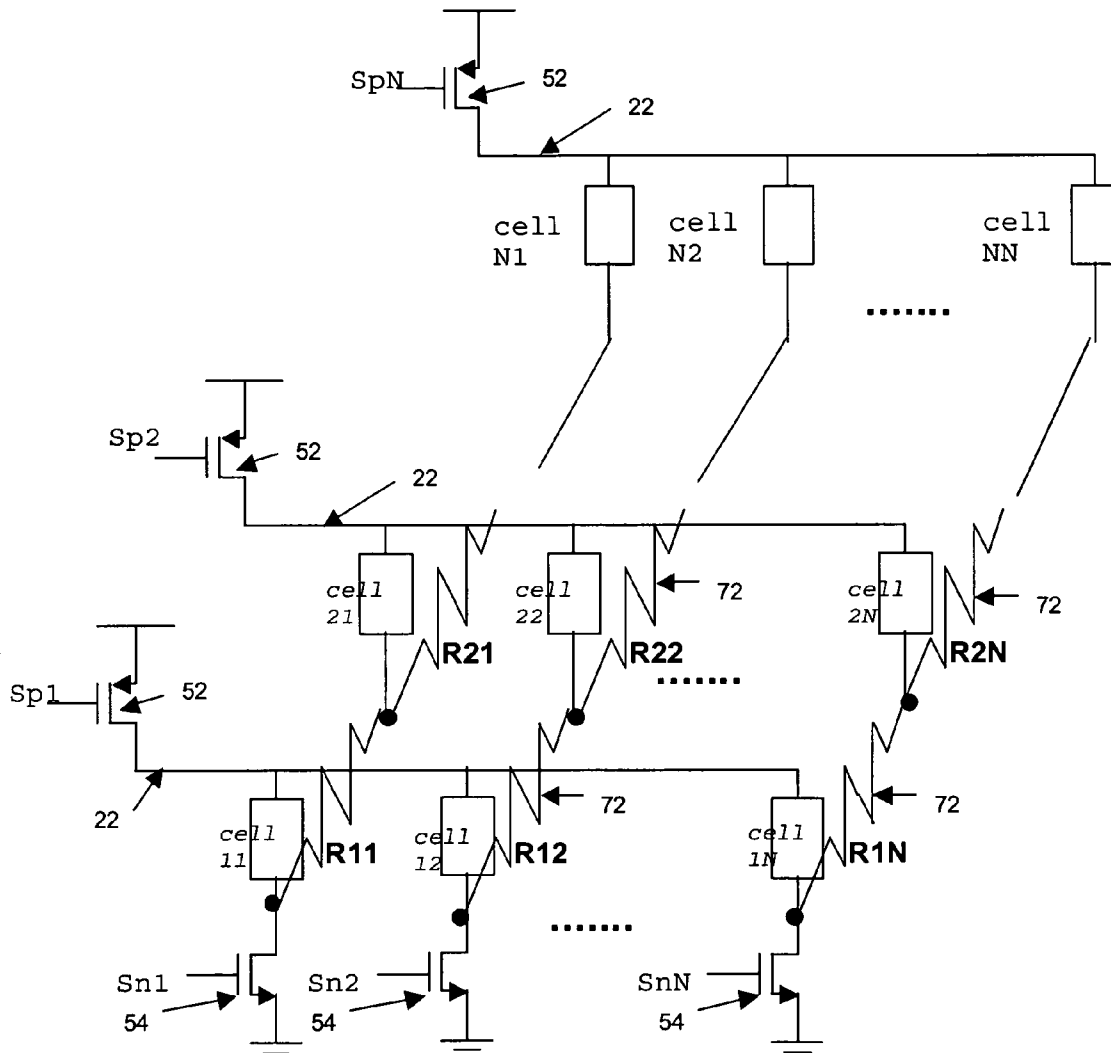 SpN
52
22
cell
N1
cell
N2
cell
NN
.......
Sp2
52
22
cell
21
cell
22
72
cell
2N
72
R21
R22
R2N
.......
Sp1
52
22
cell
11
cell
12
72
cell
1N
72
R11
R12
R1N
.......
Sn1
54
Sn2
54
SnN
54